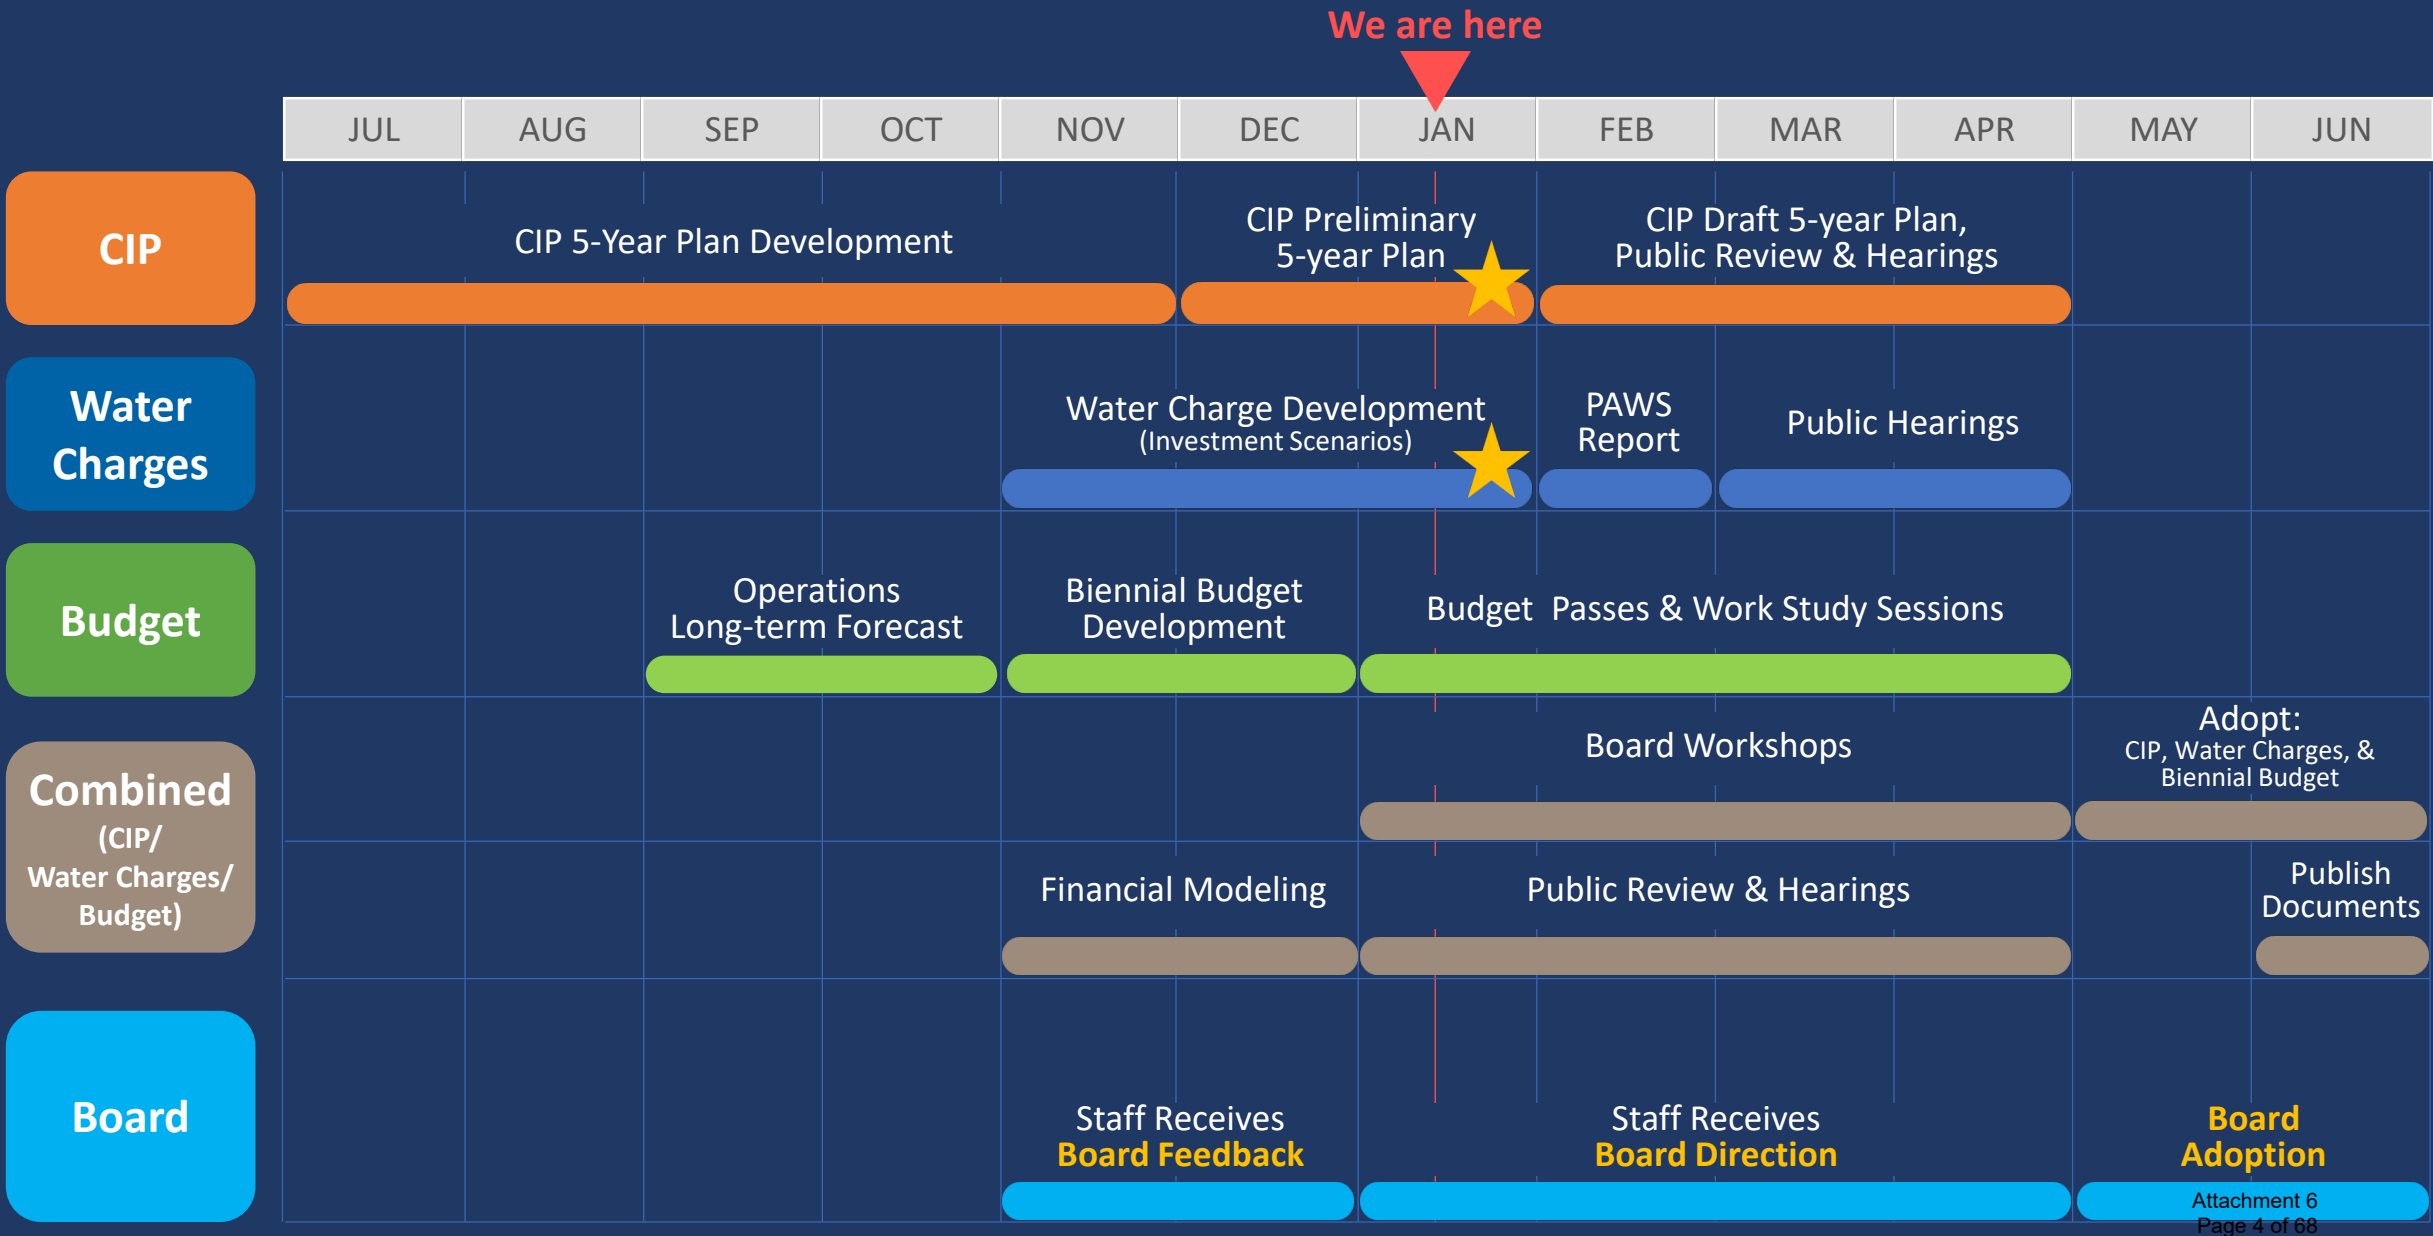 We are here
JUL AUG SEP OCT NOV DEC JAN FEB MAR APR MAY JUN
CIP
CIP 5-Year Plan Development
CIP Preliminary
5-year Plan
CIP Draft 5-year Plan,
Public Review & Hearings
Water
Charges
Water Charge Development
(Investment Scenarios)
PAWS
Report
Public Hearings
Budget
Operations
Long-term Forecast
Biennial Budget
Development
Budget Passes & Work Study Sessions
Combined
(CIP/
Water Charges/
Budget)
Board Workshops
Adopt:
CIP, Water Charges, &
Biennial Budget
Financial Modeling
Public Review & Hearings
Publish
Documents
Board
Staff Receives
Board Feedback
Staff Receives
Board Direction
Board
Adoption
Attachment 6
Page 4 of 68